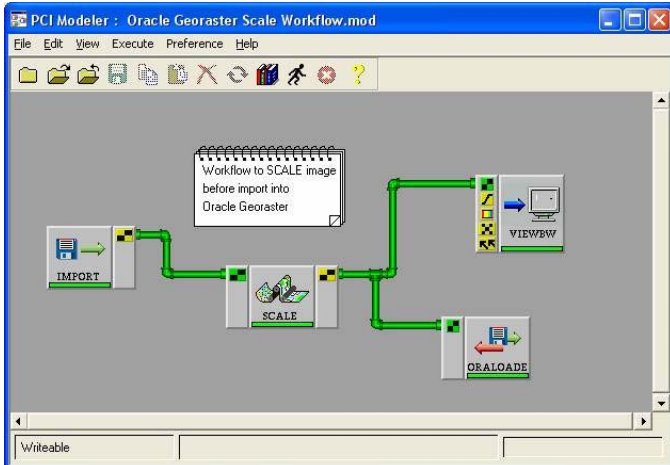 PCI Modeler : Oracle Georaster Scale Workflow.mod
File Edit View Execute Preference Help
Workflow to SCALE image
before import into
Oracle Georaster
IMPORT
SCALE
VIEWBW
ORALOADE
Writeable